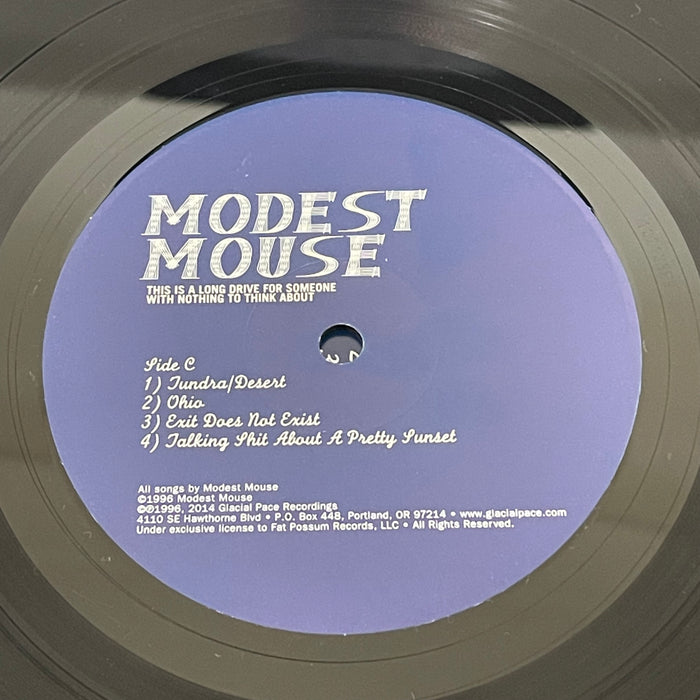 MODEST
MOUSE
THIS IS A LONG DRIVE FOR SOMEONE
WITH NOTHING TO THINK ABOUT
Side C
1) Tundra/Desert
2) Ohio
3) Exit Does Not Exist
4) Talking Shit About A Pretty Sunset
All songs by Modest Mouse
©1996 Modest Mouse
©℗1996, 2014 Glacial Pace Recordings
4110 SE Hawthorne Blvd • P.O. Box 448, Portland, OR 97214 • www.glacialpace.com
Under exclusive license to Fat Possum Records, LLC • All Rights Reserved.